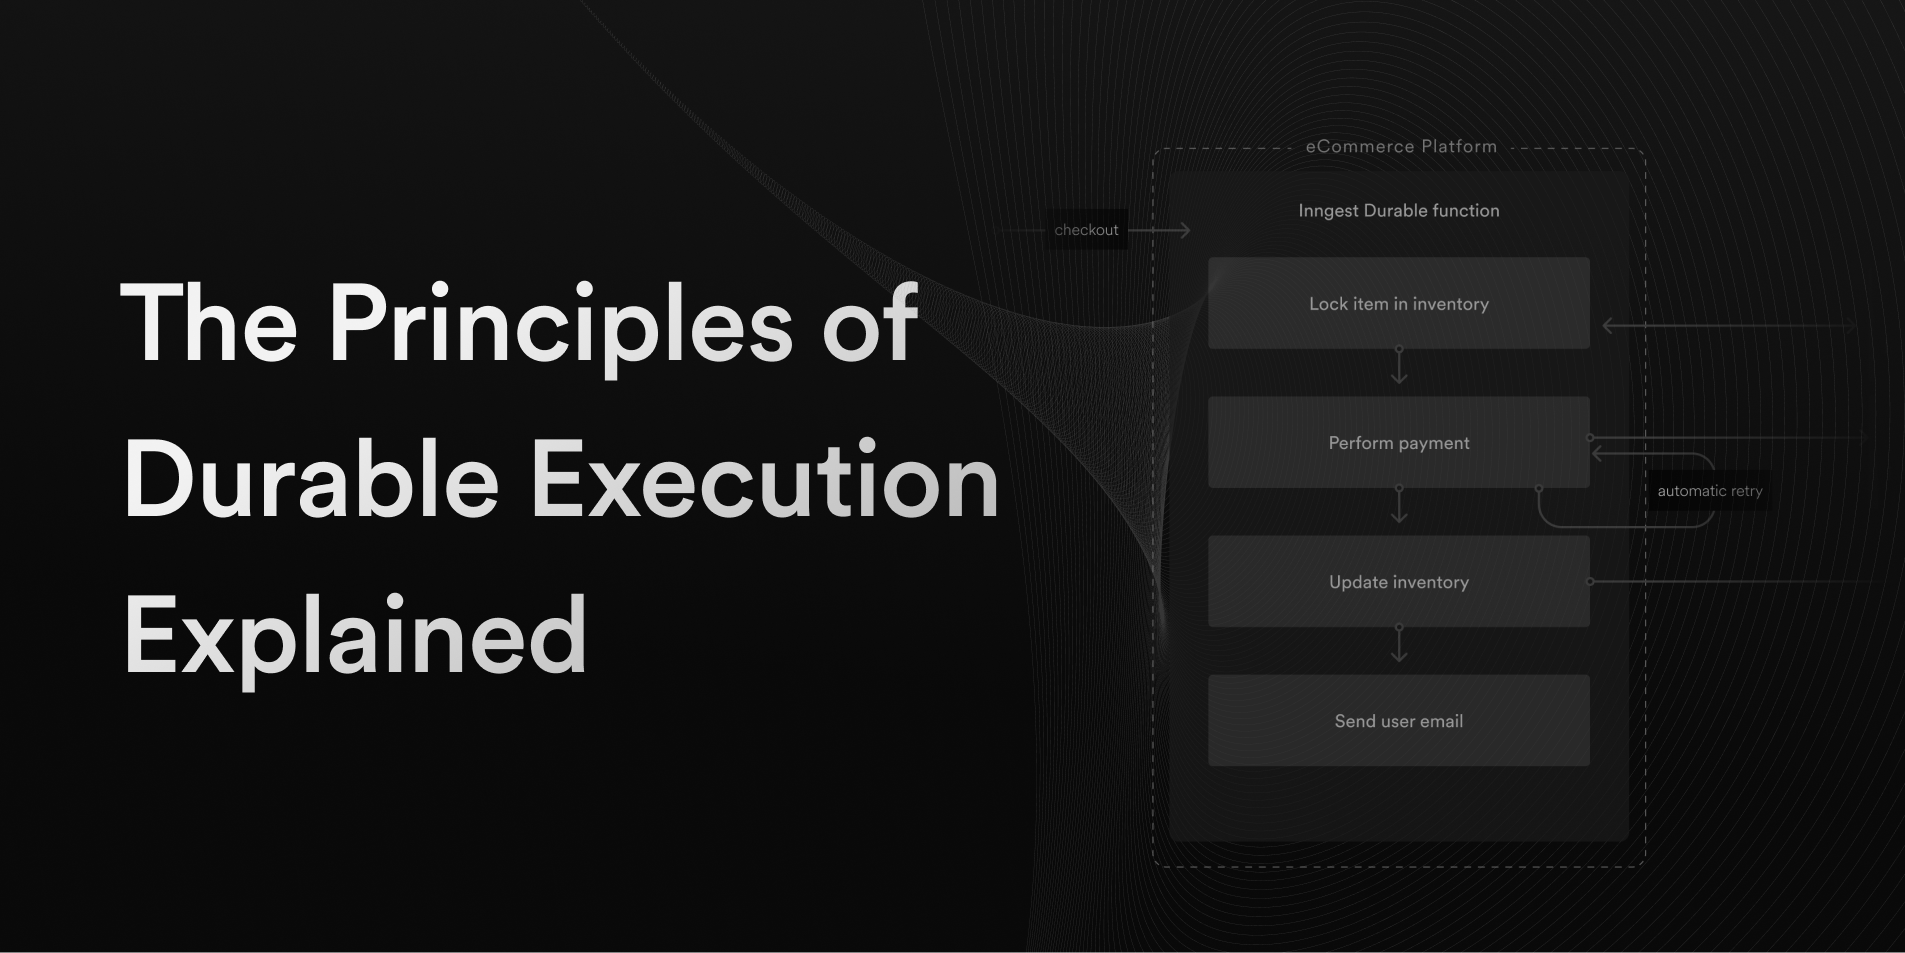 The Principles of
Durable Execution
Explained
eCommerce Platform
Inngest Durable function
checkout
Lock item in inventory
Perform payment
automatic retry
Update inventory
Send user email